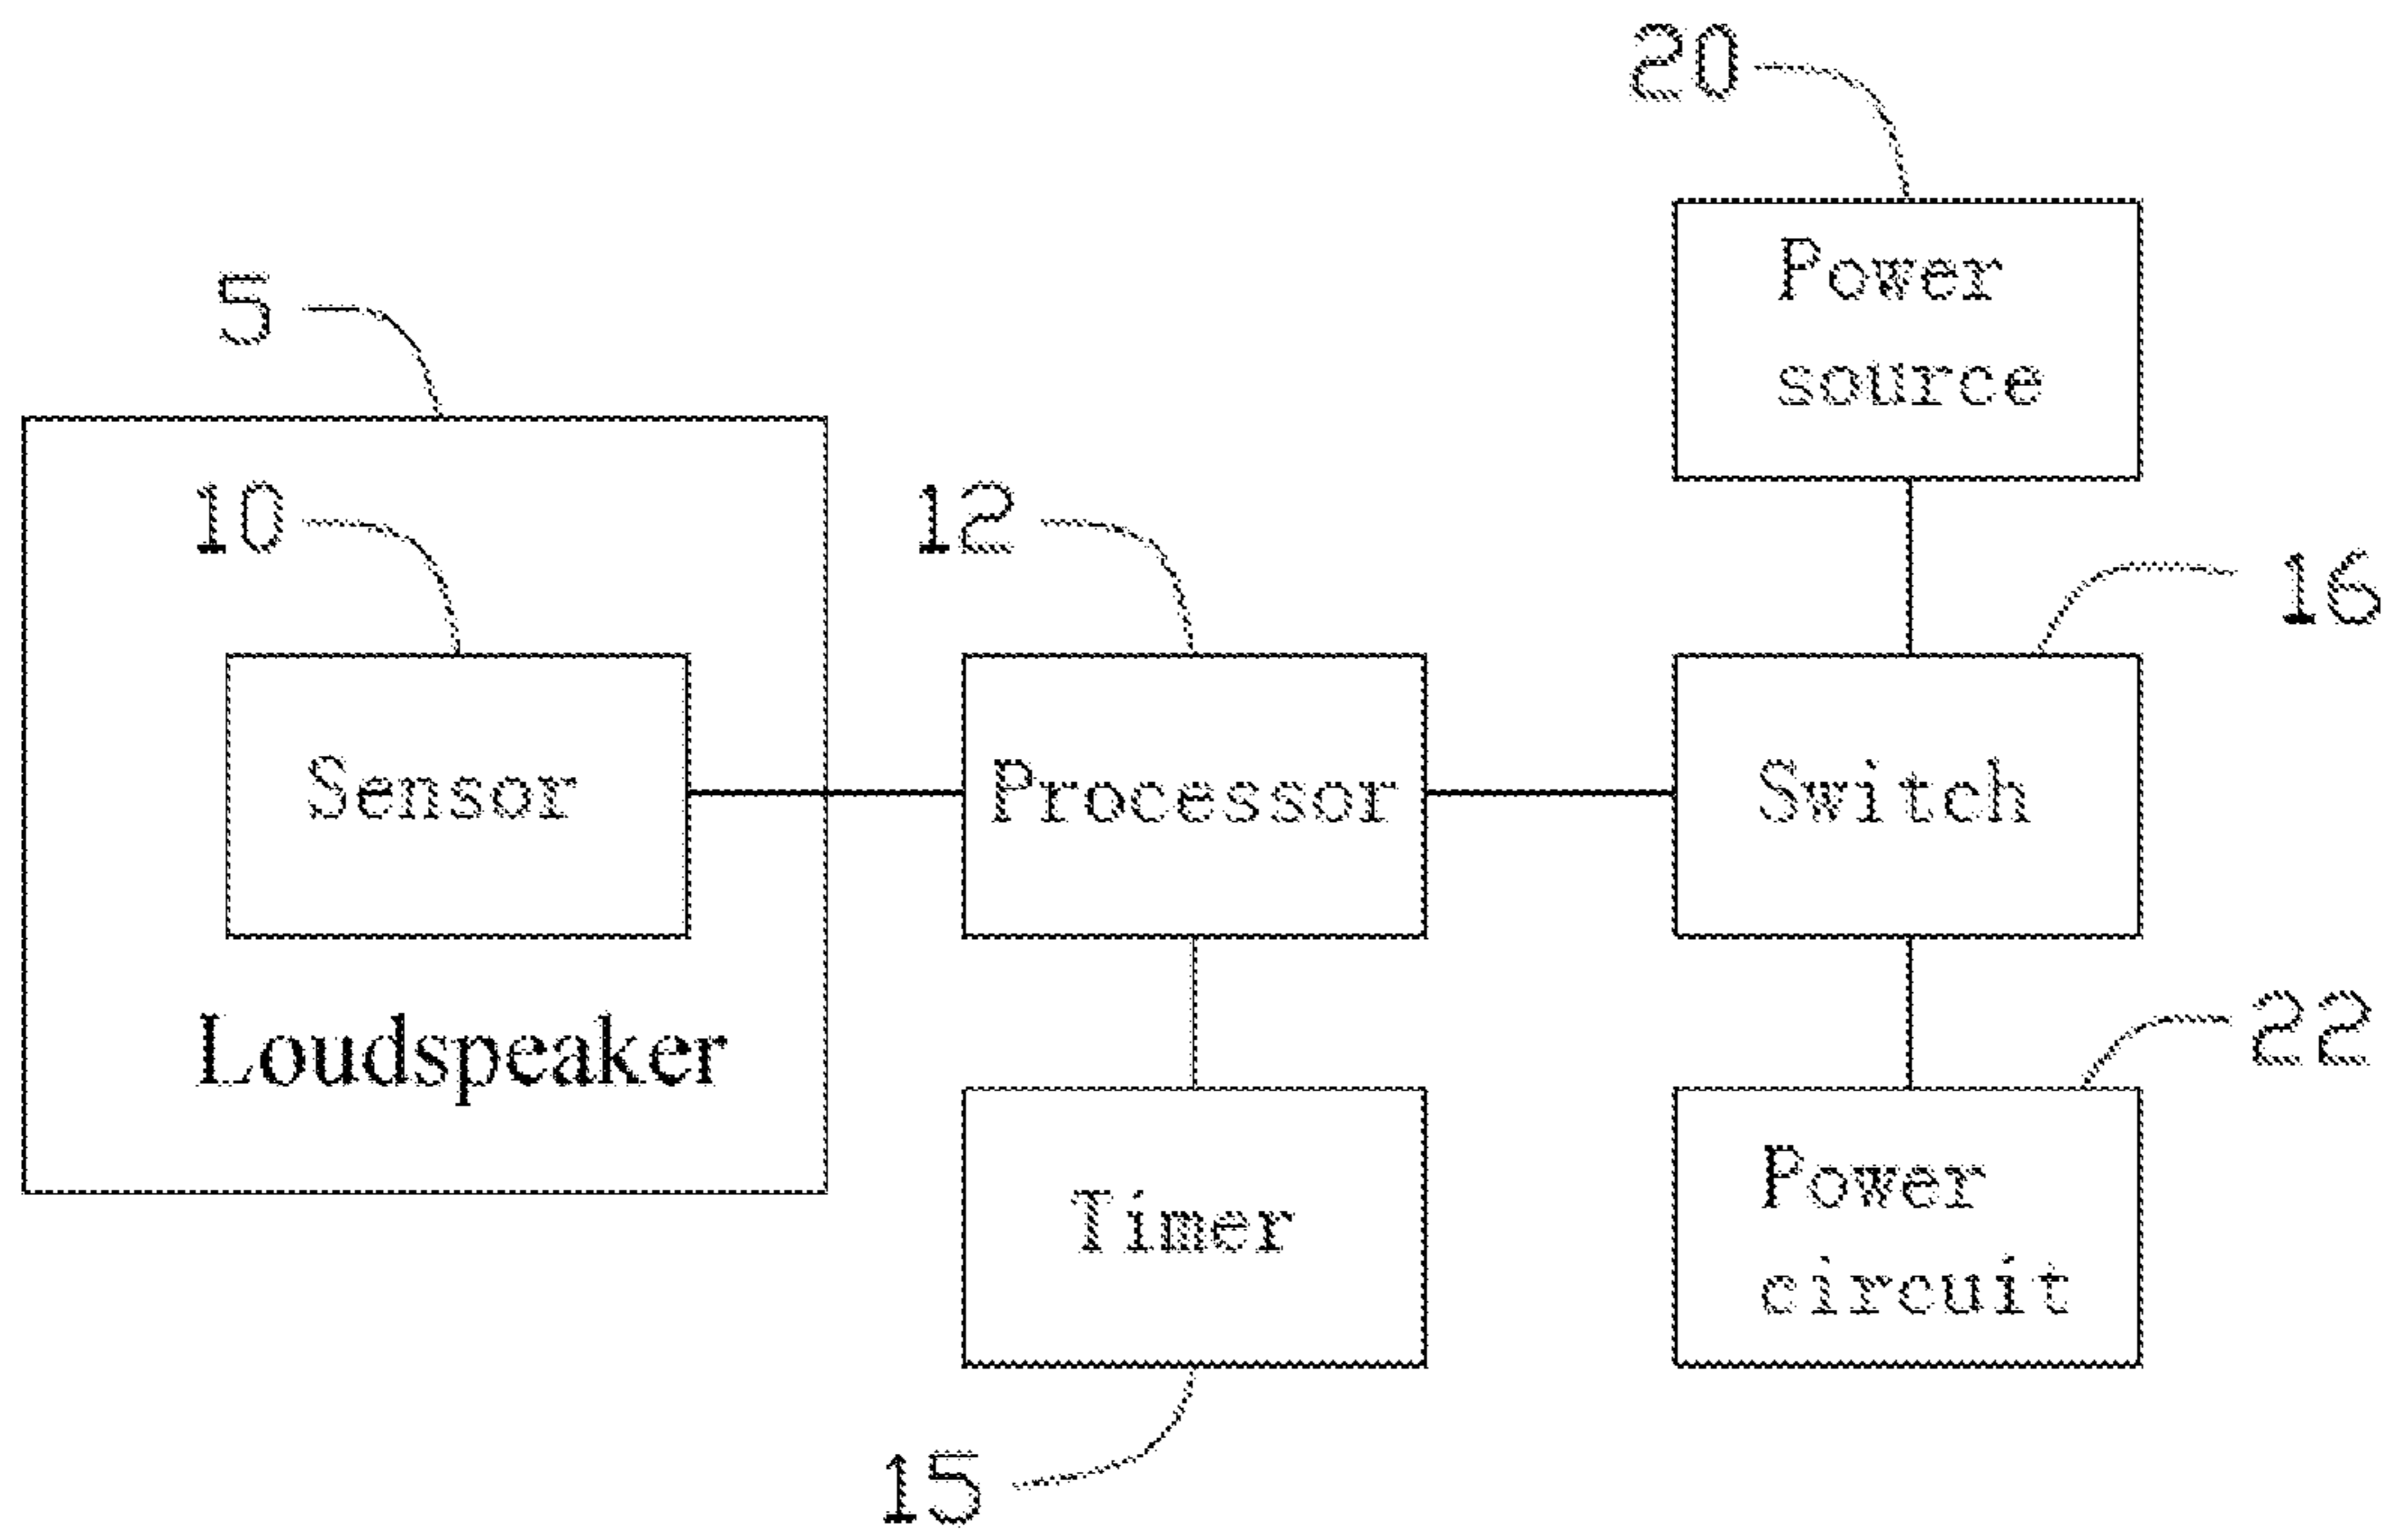 20
Power
source
5
10
12
16
Sensor
Processor
Switch
Loudspeaker
22
Timer
Power
circuit
15